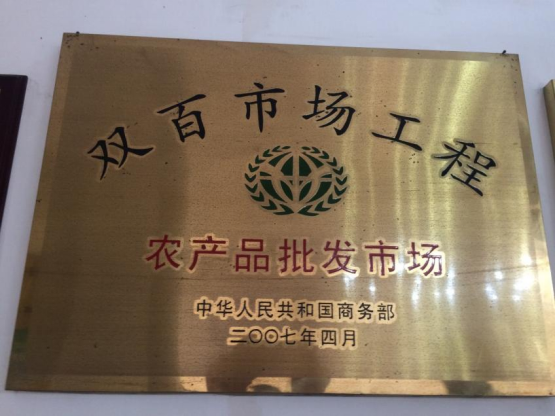 双百市场工程
农产品批发市场
中华人民共和国商务部
二〇〇七年四月